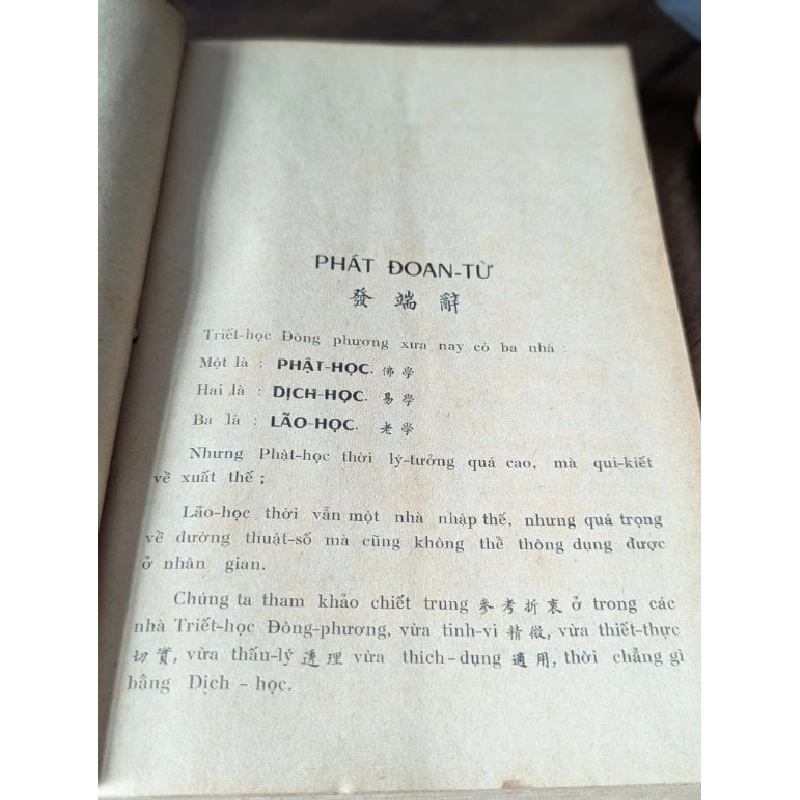 PHÁT ĐOAN-TỪ
發 端 辭
Triết-học Đông phương xưa nay có ba nhà :
Một là : PHẬT-HỌC. 佛 學
Hai là : DỊCH-HỌC. 易 學
Ba là : LÃO-HỌC. 老 學
Nhưng Phật-học thời lý-tưởng quá cao, mà qui-kiết
về xuất thế ;
Lão-học thời vẫn một nhà nhập thế, nhưng quá trọng
về đường thuật-số mà cũng không thể thông dụng được
ở nhân gian.
Chúng ta tham khảo chiết trung 參考折衷 ở trong các
nhà Triết-học Đông-phương, vừa tinh-vi 精微, vừa thiết-thực
切實, vừa thấu-lý 透理 vừa thích-dụng 適用, thời chẳng gì
bằng Dịch - học.